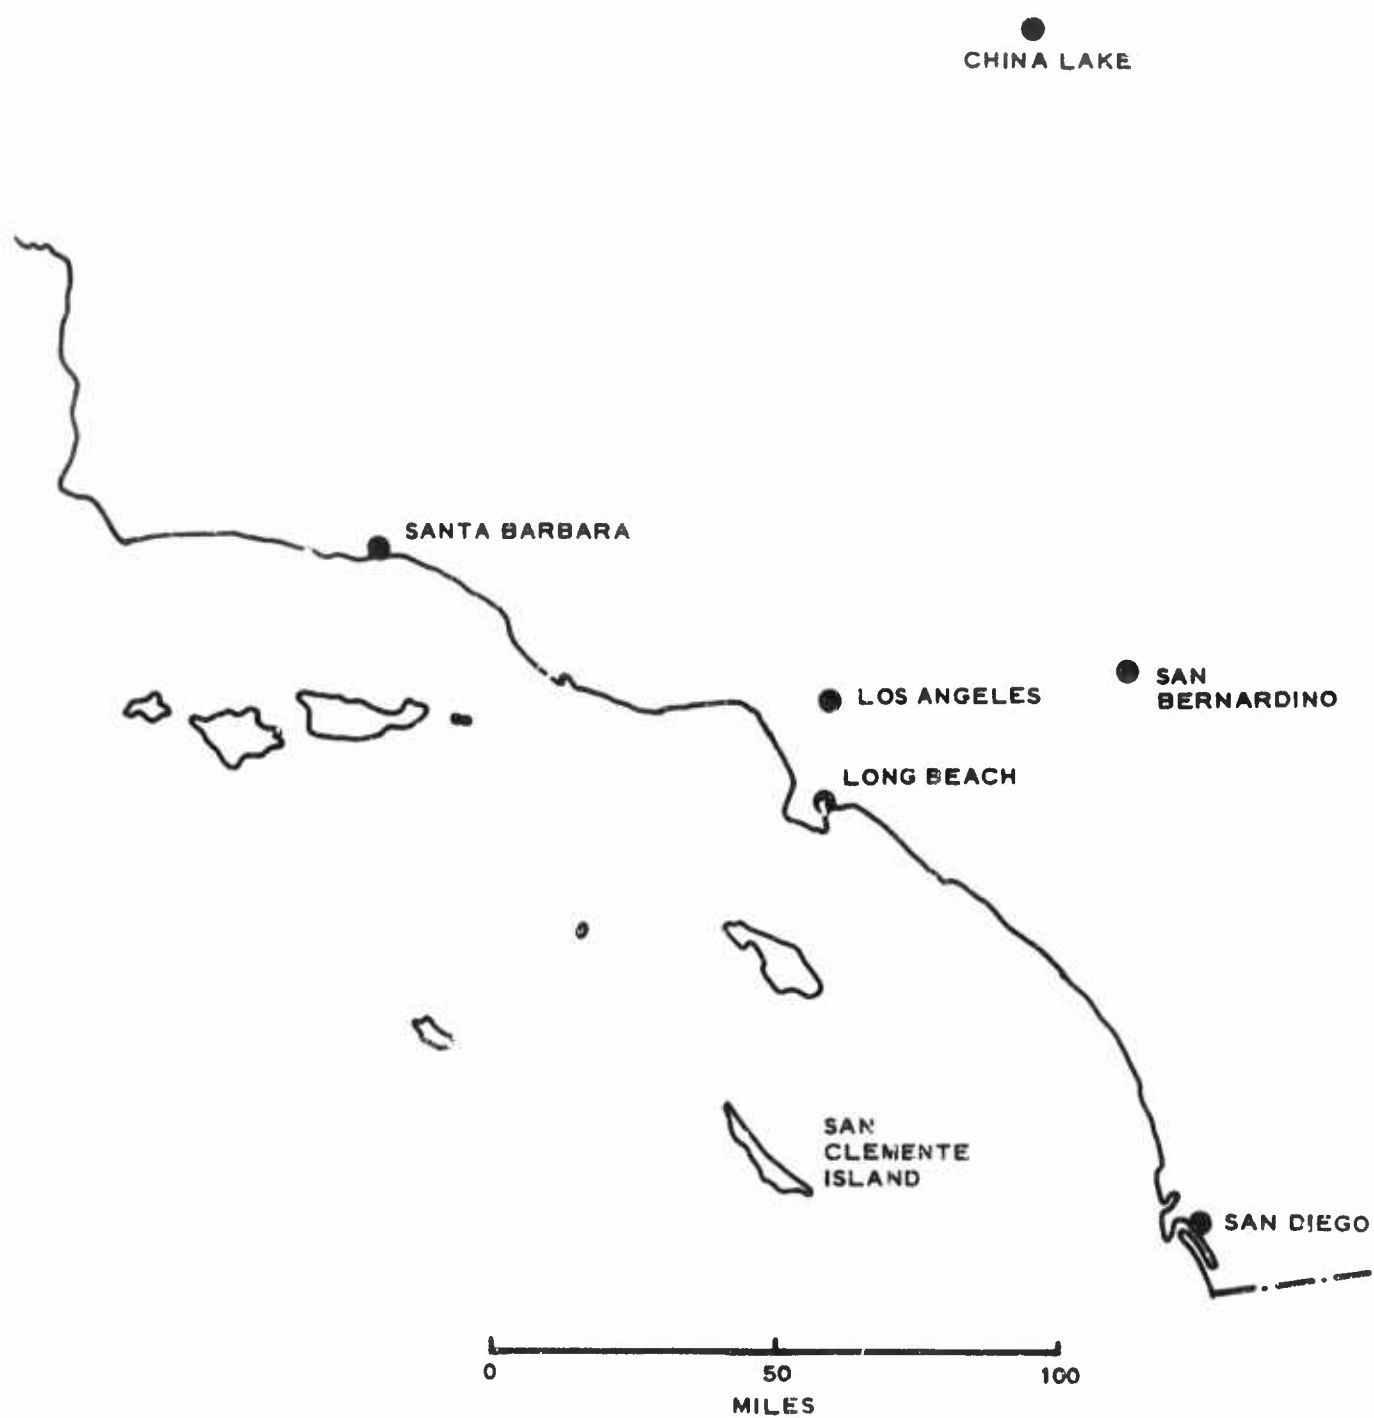 CHINA LAKE
SANTA BARBARA
SAN
BERNARDINO
LOS ANGELES
LONG BEACH
SAN
CLEMENTE
ISLAND
SAN DIEGO
0 50 100
MILES